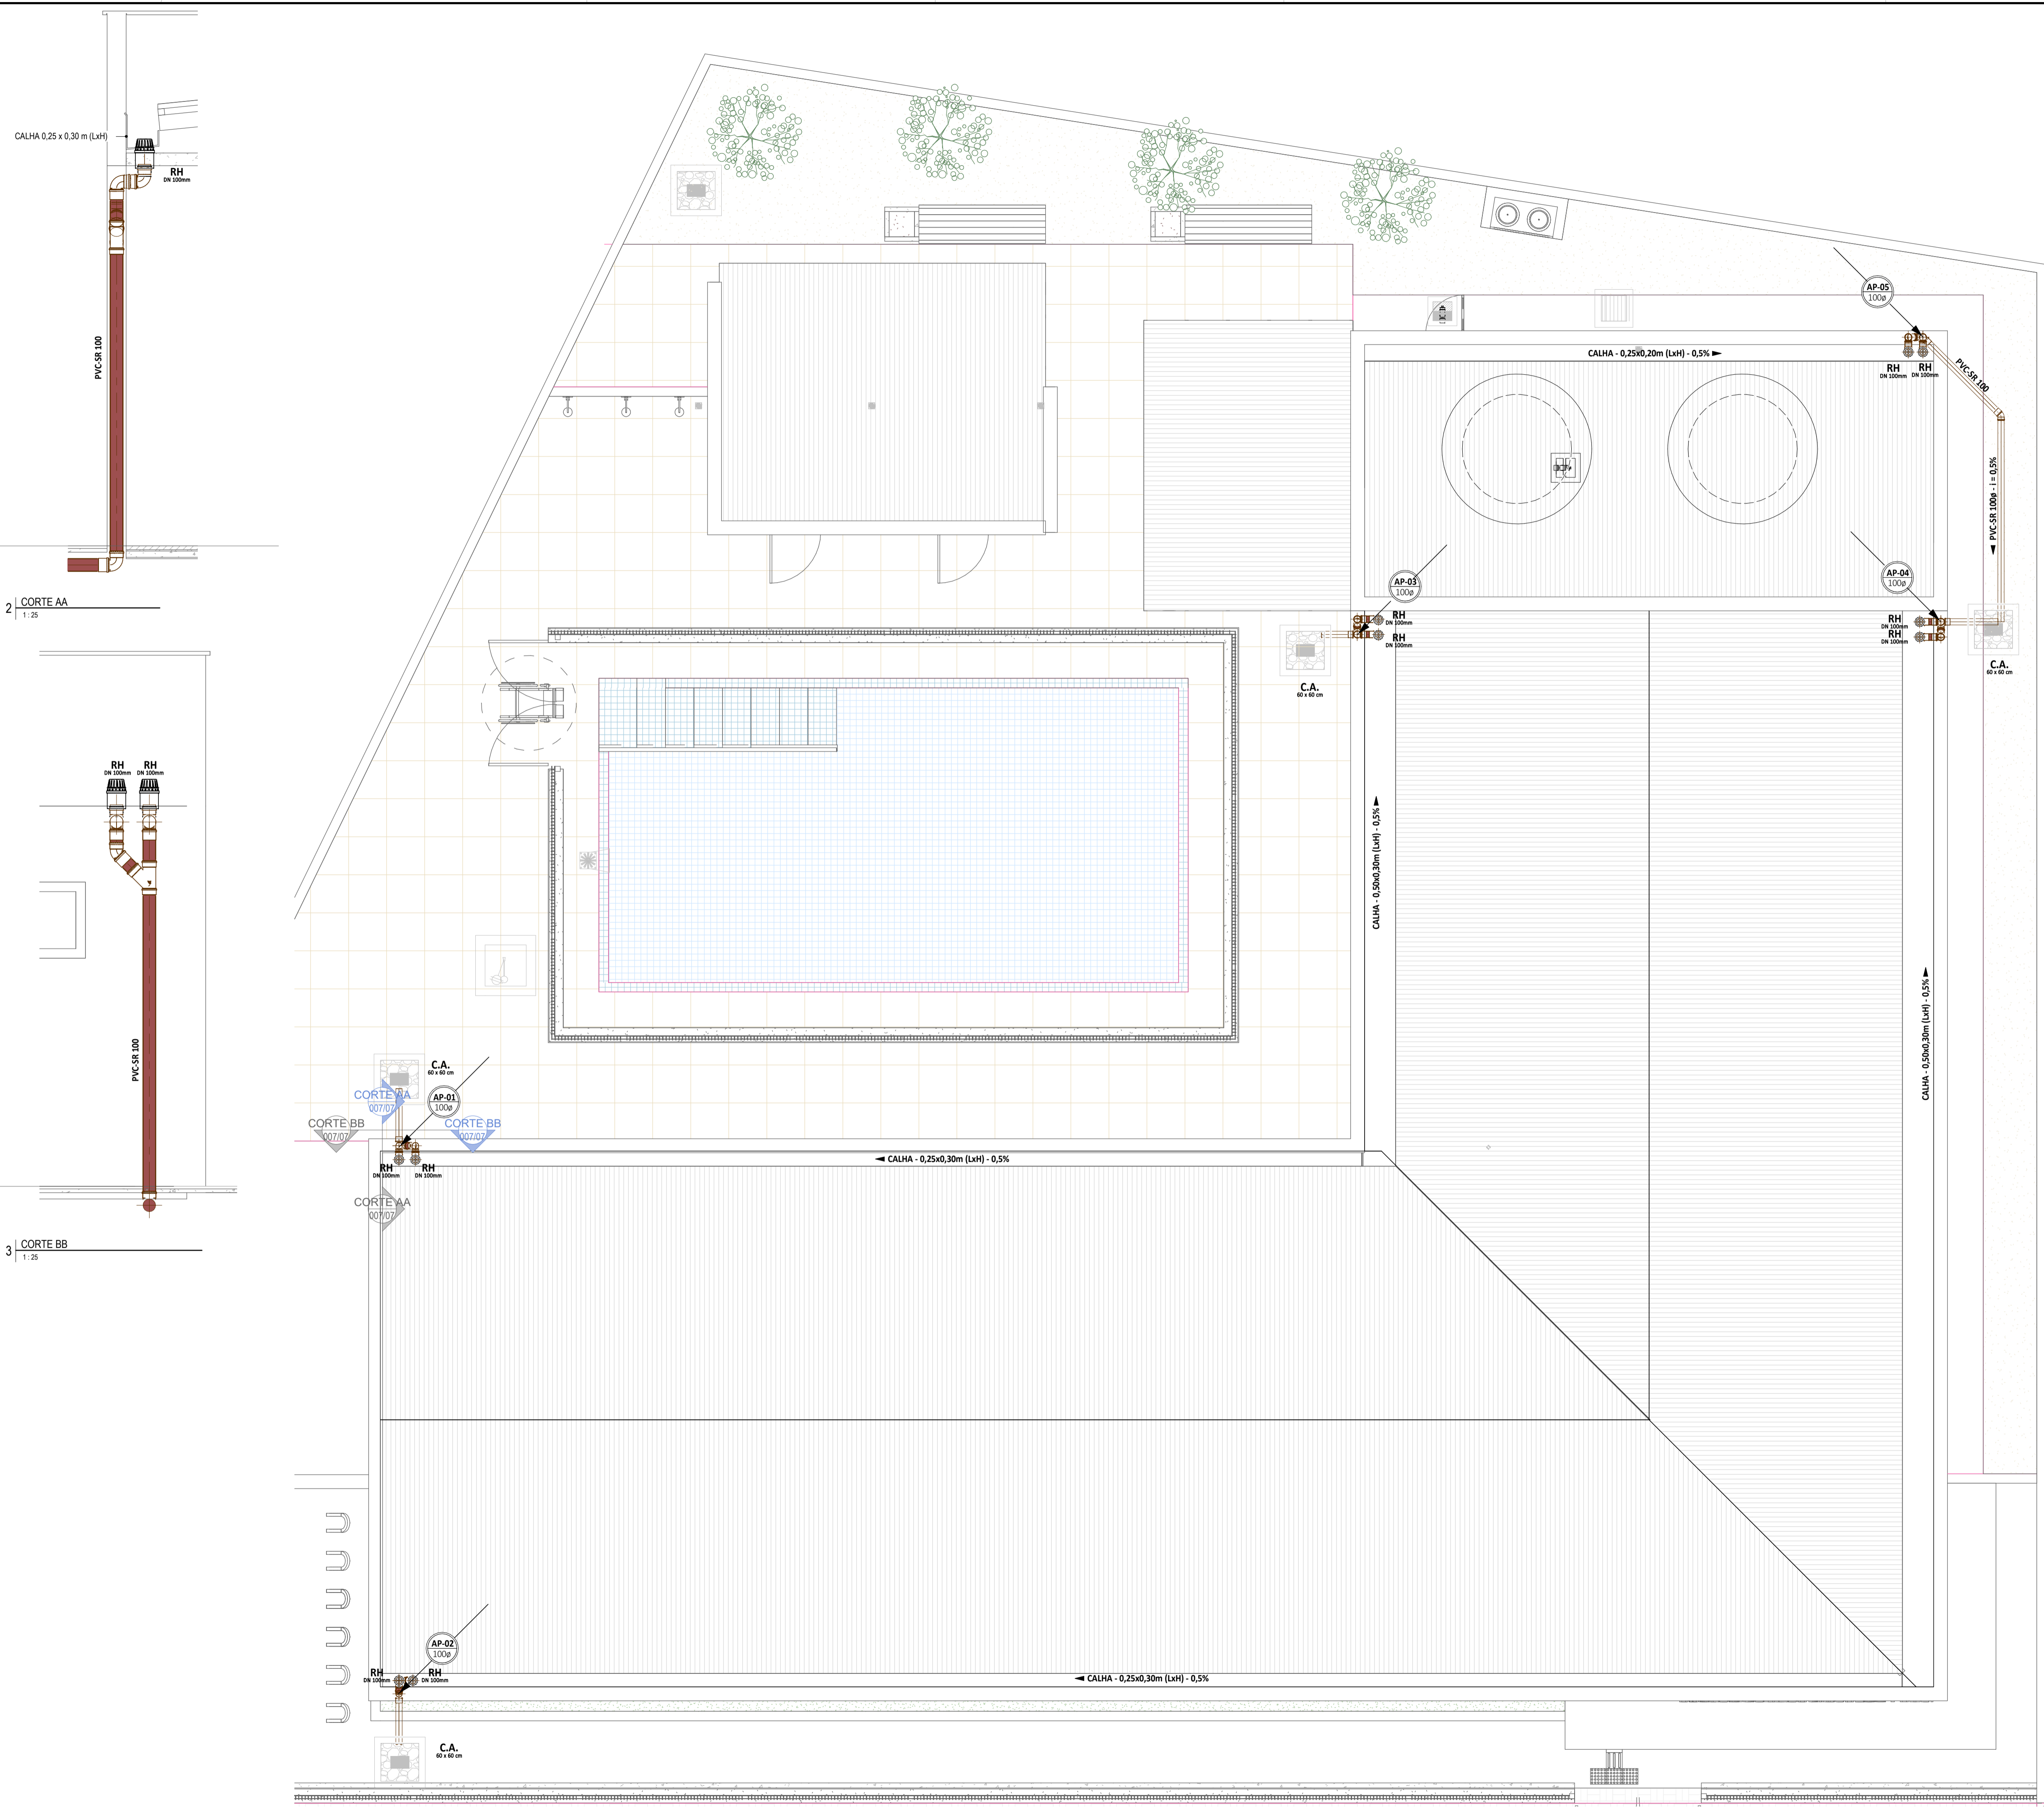 CALHA 0,25 x 0,30 m (LxH)
RH
DN 100mm
PVC-SR 100
2 CORTE AA
1 : 25
RH
DN 100mm
RH
DN 100mm
PVC-SR 100
3 CORTE BB
1 : 25
AP-05
100ø
CALHA - 0,25x0,20m (LxH) - 0,5%
RH
DN 100mm
RH
DN 100mm
PVC-SR 100
PVC-SR 100ø - i = 0,5%
AP-03
100ø
AP-04
100ø
RH
DN 100mm
RH
DN 100mm
RH
DN 100mm
RH
DN 100mm
C.A.
60 x 60 cm
C.A.
60 x 60 cm
CALHA - 0,50x0,30m (LxH) - 0,5%
CALHA - 0,50x0,30m (LxH) - 0,5%
C.A.
60 x 60 cm
CORTE AA
007/07
AP-01
100ø
CORTE BB
007/07
CORTE BB
007/07
RH
DN 100mm
RH
DN 100mm
CALHA - 0,25x0,30m (LxH) - 0,5%
CORTE AA
007/07
AP-02
100ø
RH
DN 100mm
RH
DN 100mm
CALHA - 0,25x0,30m (LxH) - 0,5%
C.A.
60 x 60 cm